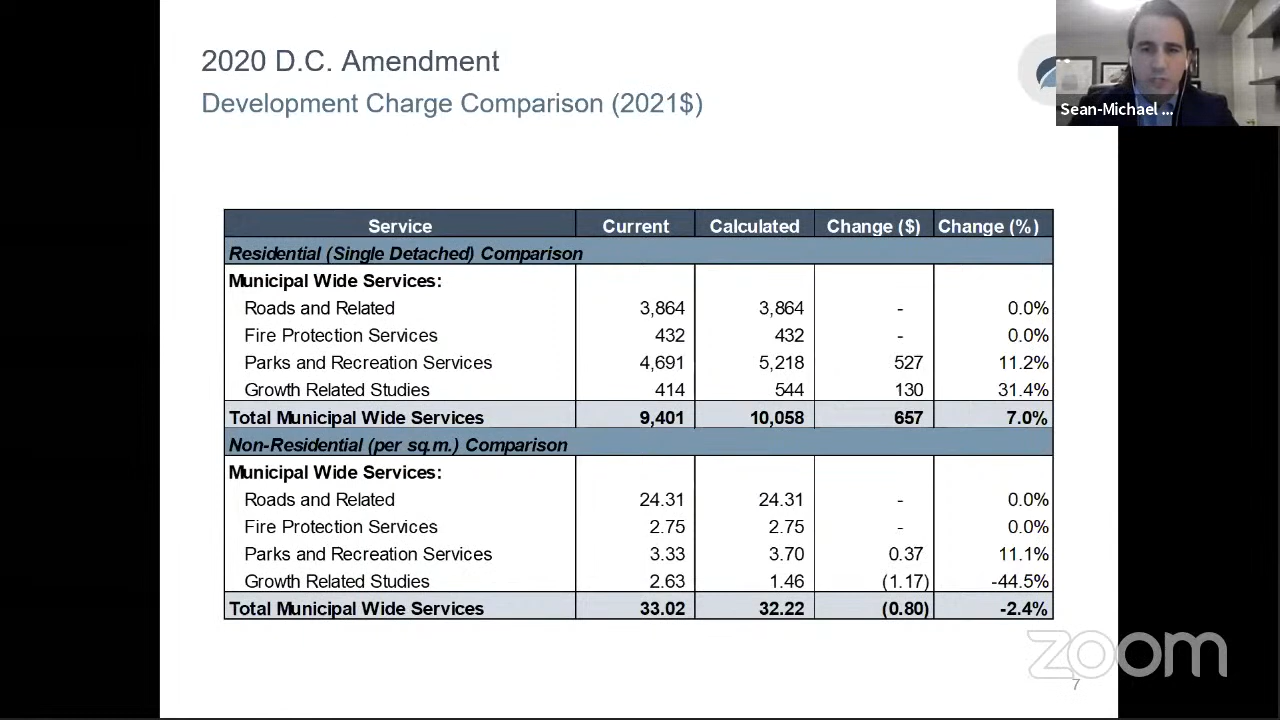 2020 D.C. Amendment
Development Charge Comparison (2021$)
Sean-Michael ...
Service Current Calculated Change ($) Change (%)
Residential (Single Detached) Comparison
Municipal Wide Services:
Roads and Related 3,864 3,864 - 0.0%
Fire Protection Services 432 432 - 0.0%
Parks and Recreation Services 4,691 5,218 527 11.2%
Growth Related Studies 414 544 130 31.4%
Total Municipal Wide Services 9,401 10,058 657 7.0%
Non-Residential (per sq.m.) Comparison
Municipal Wide Services:
Roads and Related 24.31 24.31 - 0.0%
Fire Protection Services 2.75 2.75 - 0.0%
Parks and Recreation Services 3.33 3.70 0.37 11.1%
Growth Related Studies 2.63 1.46 (1.17) -44.5%
Total Municipal Wide Services 33.02 32.22 (0.80) -2.4%
zoom
7